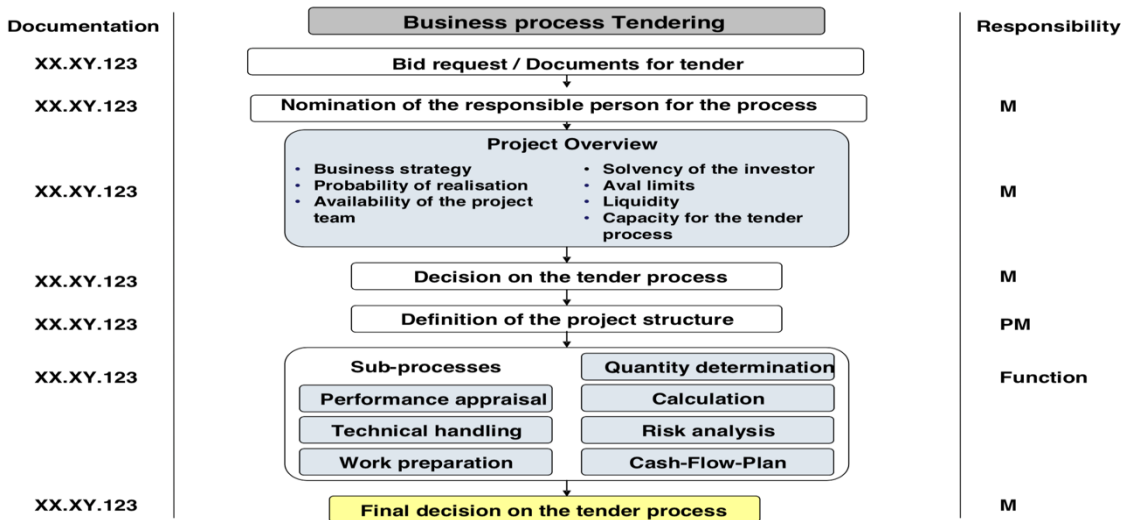 Documentation
Business process Tendering
Responsibility
XX.XY.123
Bid request / Documents for tender
XX.XY.123
Nomination of the responsible person for the process
M
Project Overview
• Business strategy
• Probability of realisation
• Availability of the project
team
• Solvency of the investor
• Aval limits
• Liquidity
• Capacity for the tender
process
XX.XY.123
M
XX.XY.123
Decision on the tender process
M
XX.XY.123
Definition of the project structure
PM
XX.XY.123
Sub-processes
Quantity determination
Function
Performance appraisal
Calculation
Technical handling
Risk analysis
Work preparation
Cash-Flow-Plan
XX.XY.123
Final decision on the tender process
M